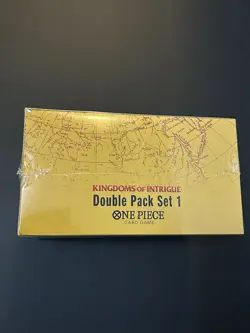 KINGDOMS OF INTRIGUE
Double Pack Set 1
ONE PIECE
CARD GAME